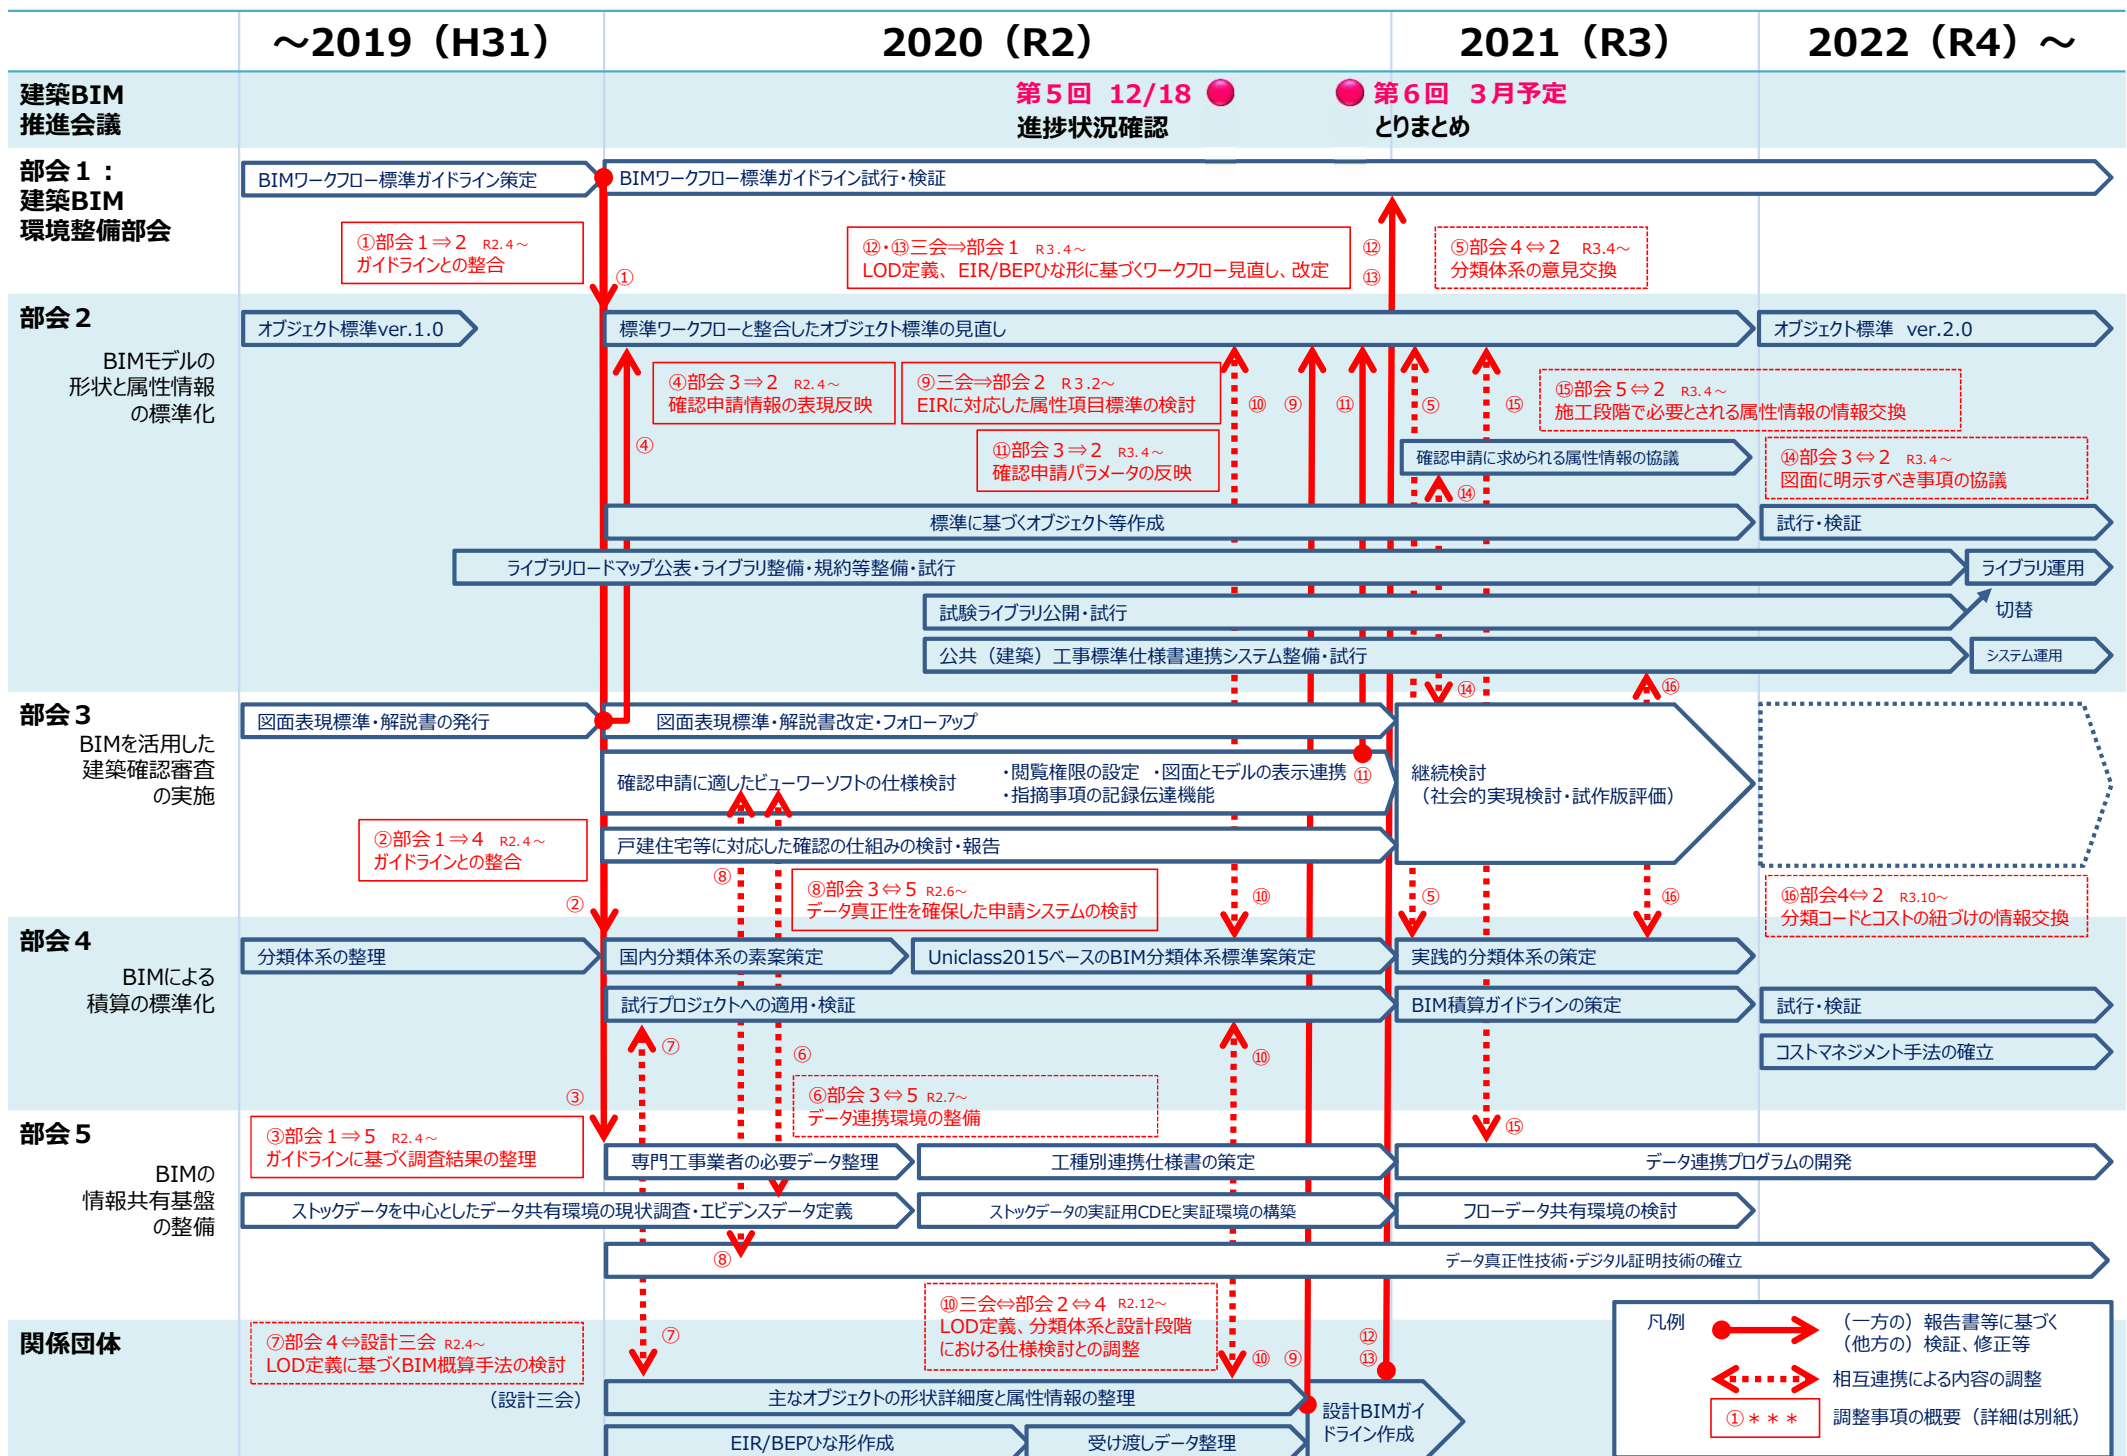 ～2019（H31）
2020（R2）
2021（R3）
2022（R4）～
建築BIM
推進会議
第５回 12/18
進捗状況確認
第６回 ３月予定
とりまとめ
部会１：
建築BIM
環境整備部会
BIMワークフロー標準ガイドライン策定
BIMワークフロー標準ガイドライン試行・検証
①部会１⇒２ R2.4～
ガイドラインとの整合
①
⑫・⑬三会⇒部会１ R3.4～
LOD定義、EIR/BEPひな形に基づくワークフロー見直し、改定
⑫
⑬
⑤部会４⇔２ R3.4～
分類体系の意見交換
部会２
BIMモデルの
形状と属性情報
の標準化
オブジェクト標準ver.1.0
標準ワークフローと整合したオブジェクト標準の見直し
オブジェクト標準 ver.2.0
④部会３⇒２ R2.4～
確認申請情報の表現反映
④
⑨三会⇒部会２ R3.2～
EIRに対応した属性項目標準の検討
⑩
⑨
⑪
⑤
⑮
⑮部会５⇔２ R3.4～
施工段階で必要とされる属性情報の情報交換
⑪部会３⇒２ R3.4～
確認申請パラメータの反映
確認申請に求められる属性情報の協議
⑭
⑭部会３⇔２ R3.4～
図面に明示すべき事項の協議
標準に基づくオブジェクト等作成
試行・検証
ライブラリロードマップ公表・ライブラリ整備・規約等整備・試行
ライブラリ運用
試験ライブラリ公開・試行
切替
公共（建築）工事標準仕様書連携システム整備・試行
システム運用
⑭
⑯
部会３
BIMを活用した
建築確認審査
の実施
図面表現標準・解説書の発行
図面表現標準・解説書改定・フォローアップ
確認申請に適したビューワーソフトの仕様検討
・閲覧権限の設定 ・図面とモデルの表示連携
・指摘事項の記録伝達機能
⑪
継続検討
（社会的実現検討・試作版評価）
戸建住宅等に対応した確認の仕組みの検討・報告
②部会１⇒４ R2.4～
ガイドラインとの整合
②
⑧
⑧部会３⇔５ R2.6～
データ真正性を確保した申請システムの検討
⑩
⑤
⑯
⑯部会4⇔２ R3.10～
分類コードとコストの紐づけの情報交換
部会４
BIMによる
積算の標準化
分類体系の整理
国内分類体系の素案策定
Uniclass2015ベースのBIM分類体系標準案策定
実践的分類体系の策定
試行プロジェクトへの適用・検証
BIM積算ガイドラインの策定
試行・検証
コストマネジメント手法の確立
⑦
⑥
⑩
⑥部会３⇔５ R2.7～
データ連携環境の整備
③
⑮
部会５
BIMの
情報共有基盤
の整備
③部会１⇒５ R2.4～
ガイドラインに基づく調査結果の整理
専門工事業者の必要データ整理
工種別連携仕様書の策定
データ連携プログラムの開発
ストックデータを中心としたデータ共有環境の現状調査・エビデンスデータ定義
ストックデータの実証用CDEと実証環境の構築
フローデータ共有環境の検討
⑧
データ真正性技術・デジタル証明技術の確立
関係団体
⑦部会４⇔設計三会 R2.4～
LOD定義に基づくBIM概算手法の検討
⑦
⑩三会⇔部会２⇔４ R2.12～
LOD定義、分類体系と設計段階
における仕様検討との調整
⑩
⑨
⑫
⑬
（設計三会）
主なオブジェクトの形状詳細度と属性情報の整理
EIR/BEPひな形作成
受け渡しデータ整理
設計BIMガイ
ドライン作成
凡例
（一方の）報告書等に基づく
（他方の）検証、修正等
相互連携による内容の調整
①＊＊＊
調整事項の概要（詳細は別紙）